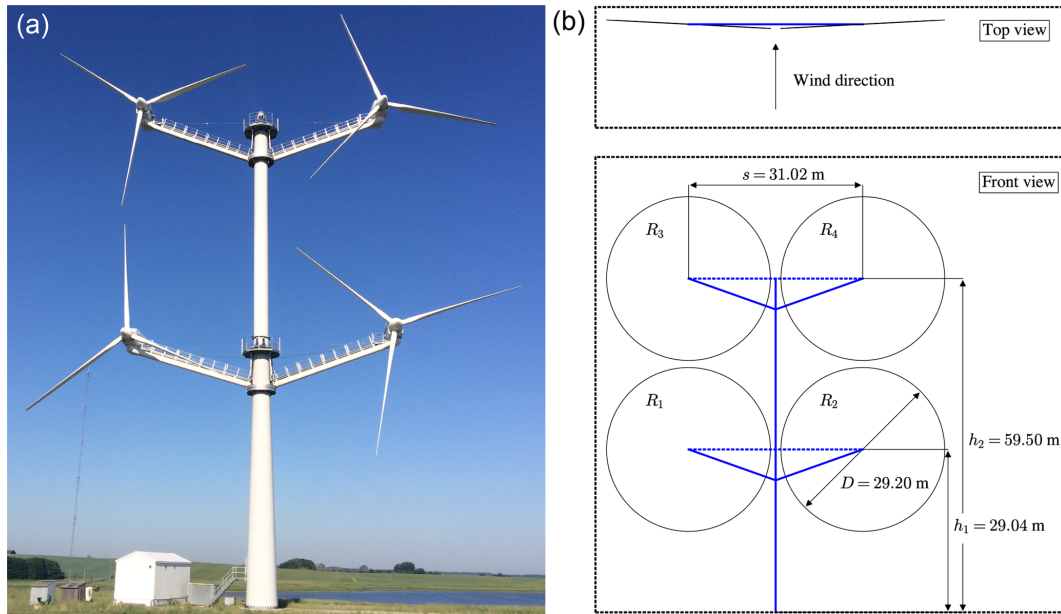 (a)
(b)
Top view
Wind direction
Front view
s = 31.02 m
R₃
R₄
R₁
R₂
h₂ = 59.50 m
D = 29.20 m
h₁ = 29.04 m